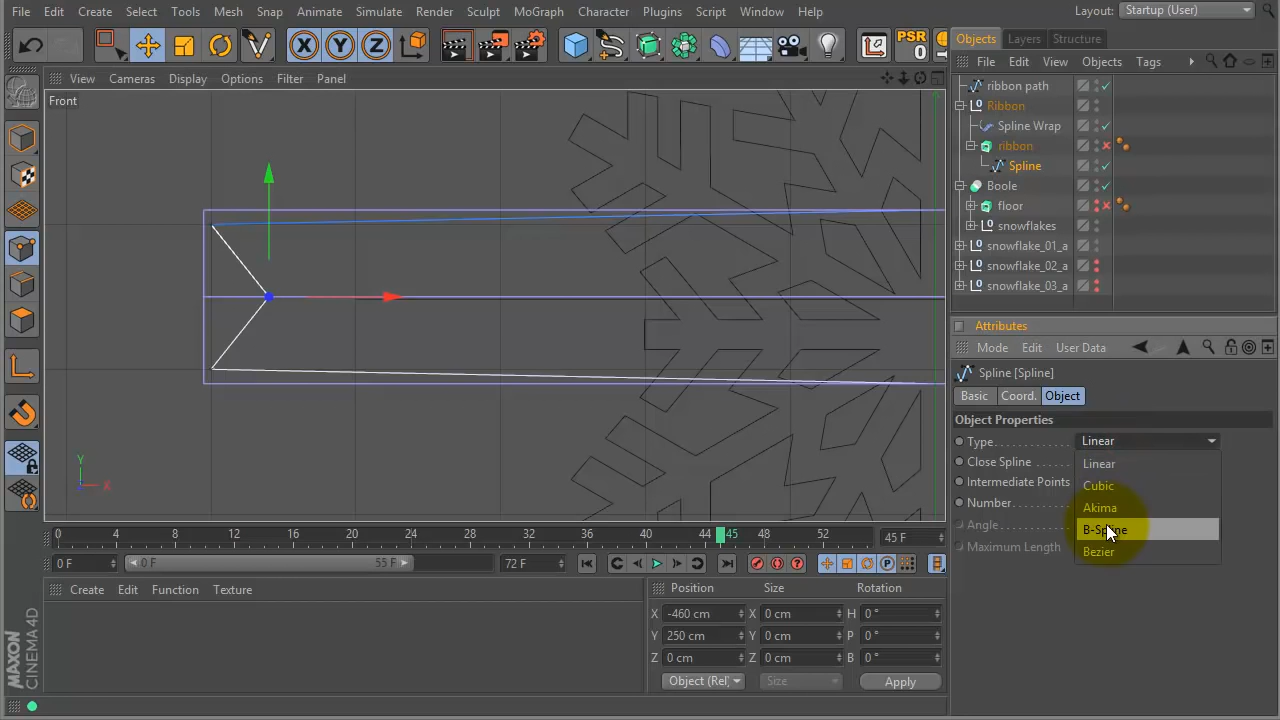 File Edit Create Select Tools Mesh Snap Animate Simulate Render Sculpt MoGraph Character Plugins Script Window Help Layout: Startup (User)
PSR
0
X Y Z
Objects Layers Structure
File Edit View Objects Tags
View Cameras Display Options Filter Panel
Front
ribbon path
Ribbon
Spline Wrap
ribbon
Spline
Boole
floor
snowflakes
snowflake_01_a
snowflake_02_a
snowflake_03_a
Attributes
Mode Edit User Data
Spline [Spline]
Basic Coord. Object
Object Properties
Type Linear
Close Spline
Linear
Intermediate Points
Cubic
Number
Akima
Angle
B-Spline
Maximum Length
Bezier
Y
X
0 4 8 12 16 20 24 28 32 36 40 44 45 48 52
45 F
0 F 0 F 55 F 72 F
Create Edit Function Texture
Position Size Rotation
X -460 cm X 0 cm H 0 °
Y 250 cm Y 0 cm P 0 °
Z 0 cm Z 0 cm B 0 °
Object (Rel) Size Apply
MAXON
CINEMA 4D